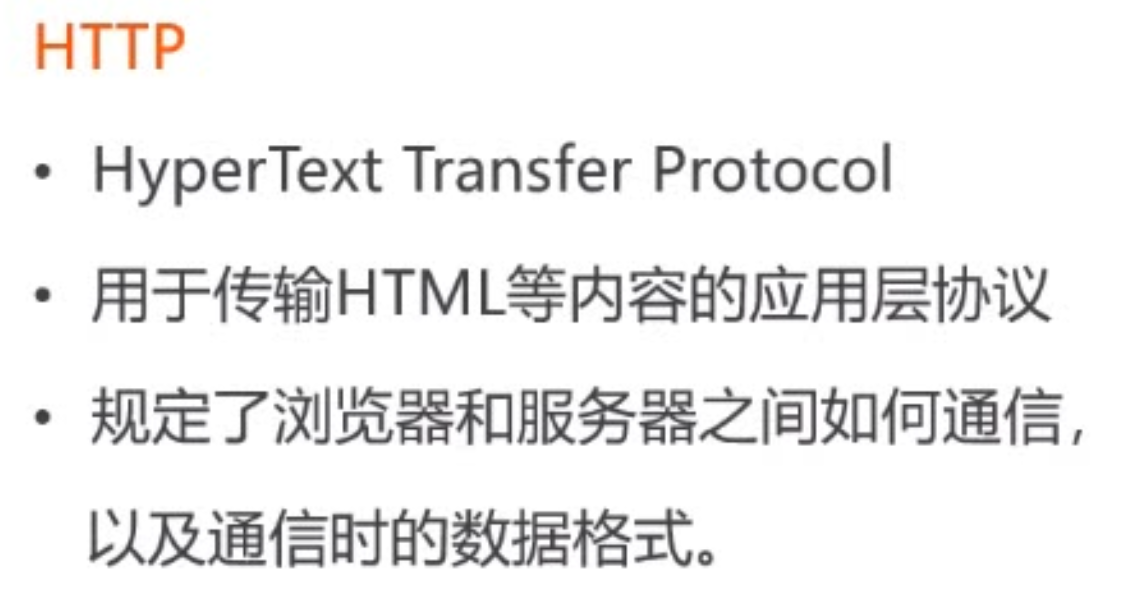 HTTP
• HyperText Transfer Protocol
• 用于传输HTML等内容的应用层协议
• 规定了浏览器和服务器之间如何通信，
以及通信时的数据格式。